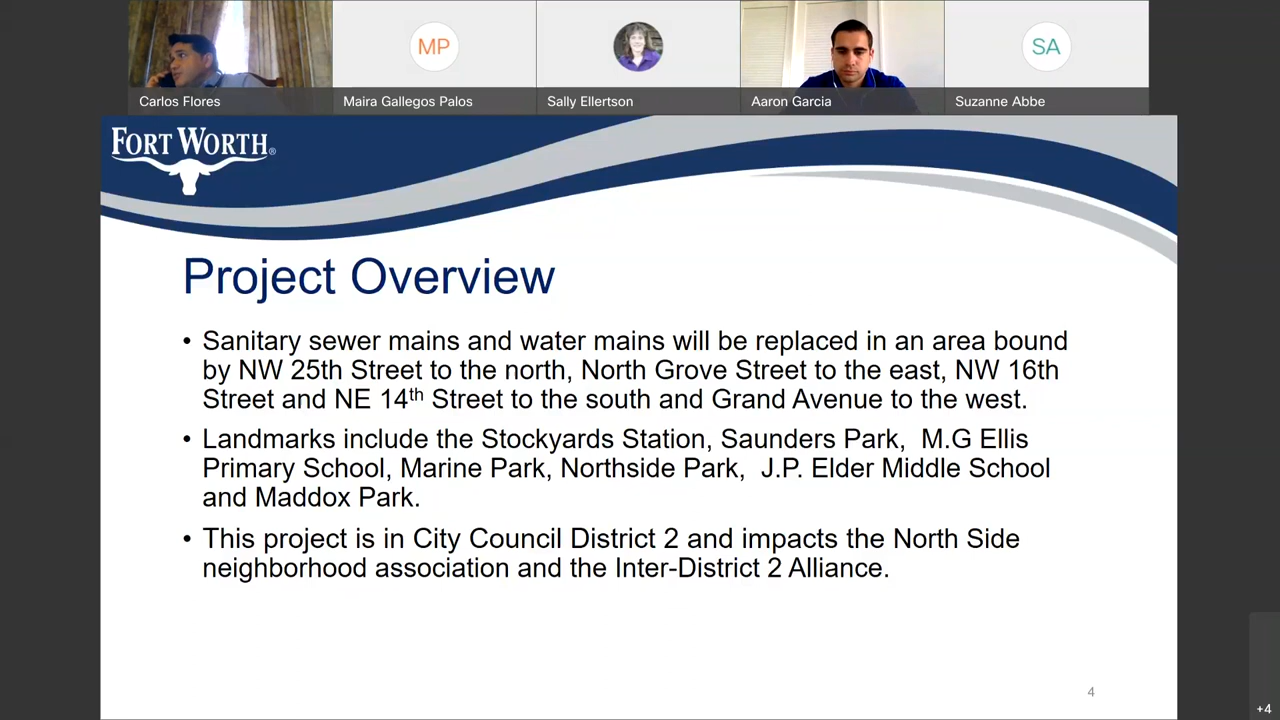 MP
SA
Carlos Flores
Maira Gallegos Palos
Sally Ellertson
Aaron Garcia
Suzanne Abbe
FORT WORTH®
Project Overview
• Sanitary sewer mains and water mains will be replaced in an area bound
by NW 25th Street to the north, North Grove Street to the east, NW 16th
Street and NE 14th Street to the south and Grand Avenue to the west.
• Landmarks include the Stockyards Station, Saunders Park,  M.G Ellis
Primary School, Marine Park, Northside Park,  J.P. Elder Middle School
and Maddox Park.
• This project is in City Council District 2 and impacts the North Side
neighborhood association and the Inter-District 2 Alliance.
4
+4